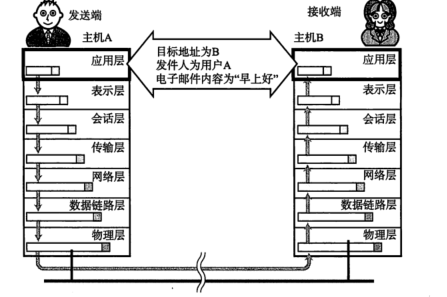 发送端
接收端
主机A
主机B
目标地址为B
发件人为用户A
电子邮件内容为“早上好”
应用层
表示层
会话层
传输层
网络层
数据链路层
物理层
应用层
表示层
会话层
传输层
网络层
数据链路层
物理层